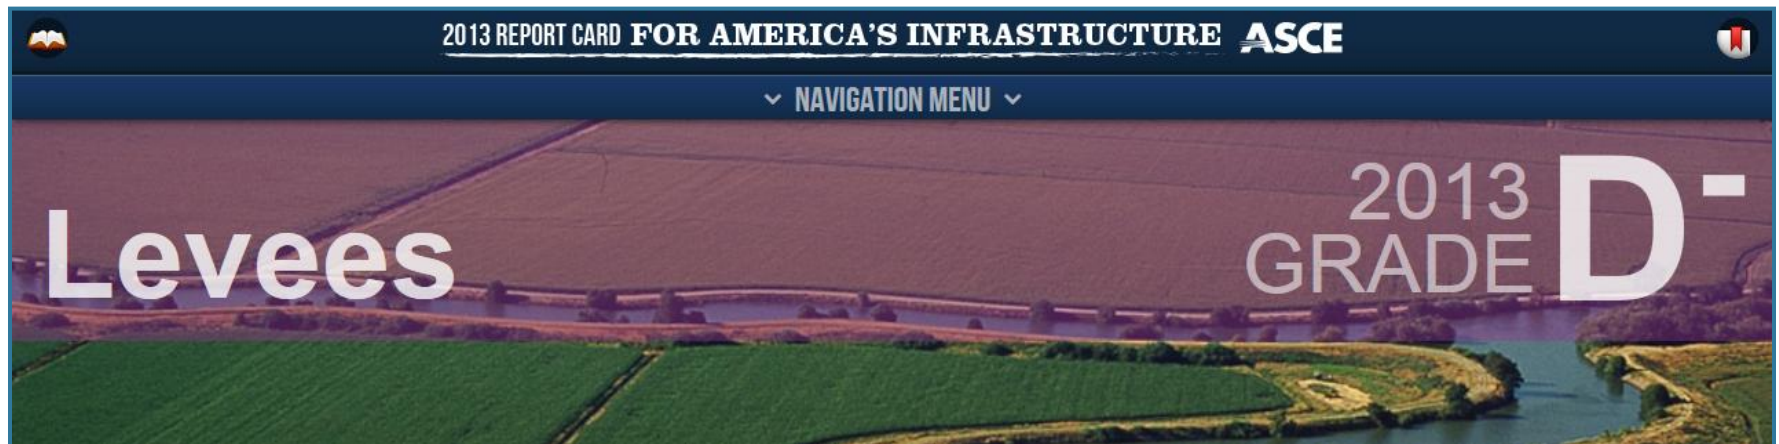 2013 REPORT CARD FOR AMERICA'S INFRASTRUCTURE ASCE
NAVIGATION MENU
Levees
2013
GRADE
D-